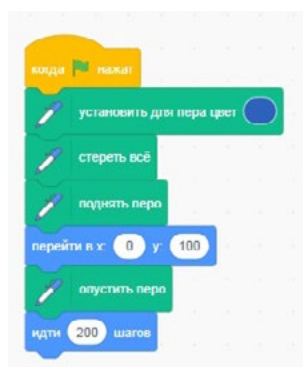 когда нажат
установить для пера цвет
стереть всё
поднять перо
перейти в x: 0 y: 100
опустить перо
идти 200 шагов